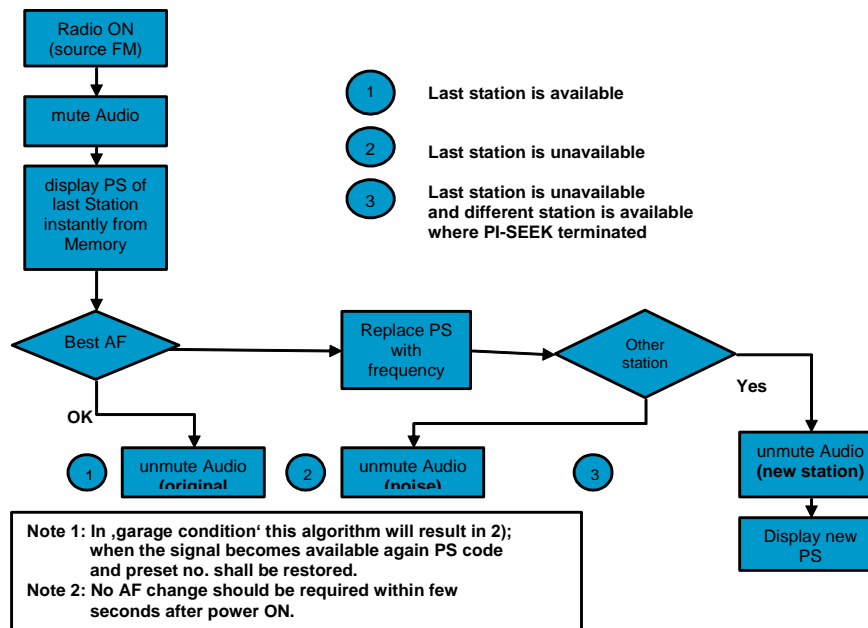 Radio ON
(source FM)
mute Audio
display PS of
last Station
instantly from
Memory
1
Last station is available
2
Last station is unavailable
3
Last station is unavailable
and different station is available
where PI-SEEK terminated
Best AF
Replace PS
with
frequency
Other
station
OK
Yes
1
unmute Audio
(original
2
unmute Audio
(noise)
3
unmute Audio
(new station)
Display new
PS
Note 1: In ‚garage condition‘ this algorithm will result in 2);
when the signal becomes available again PS code
and preset no. shall be restored.
Note 2: No AF change should be required within few
seconds after power ON.